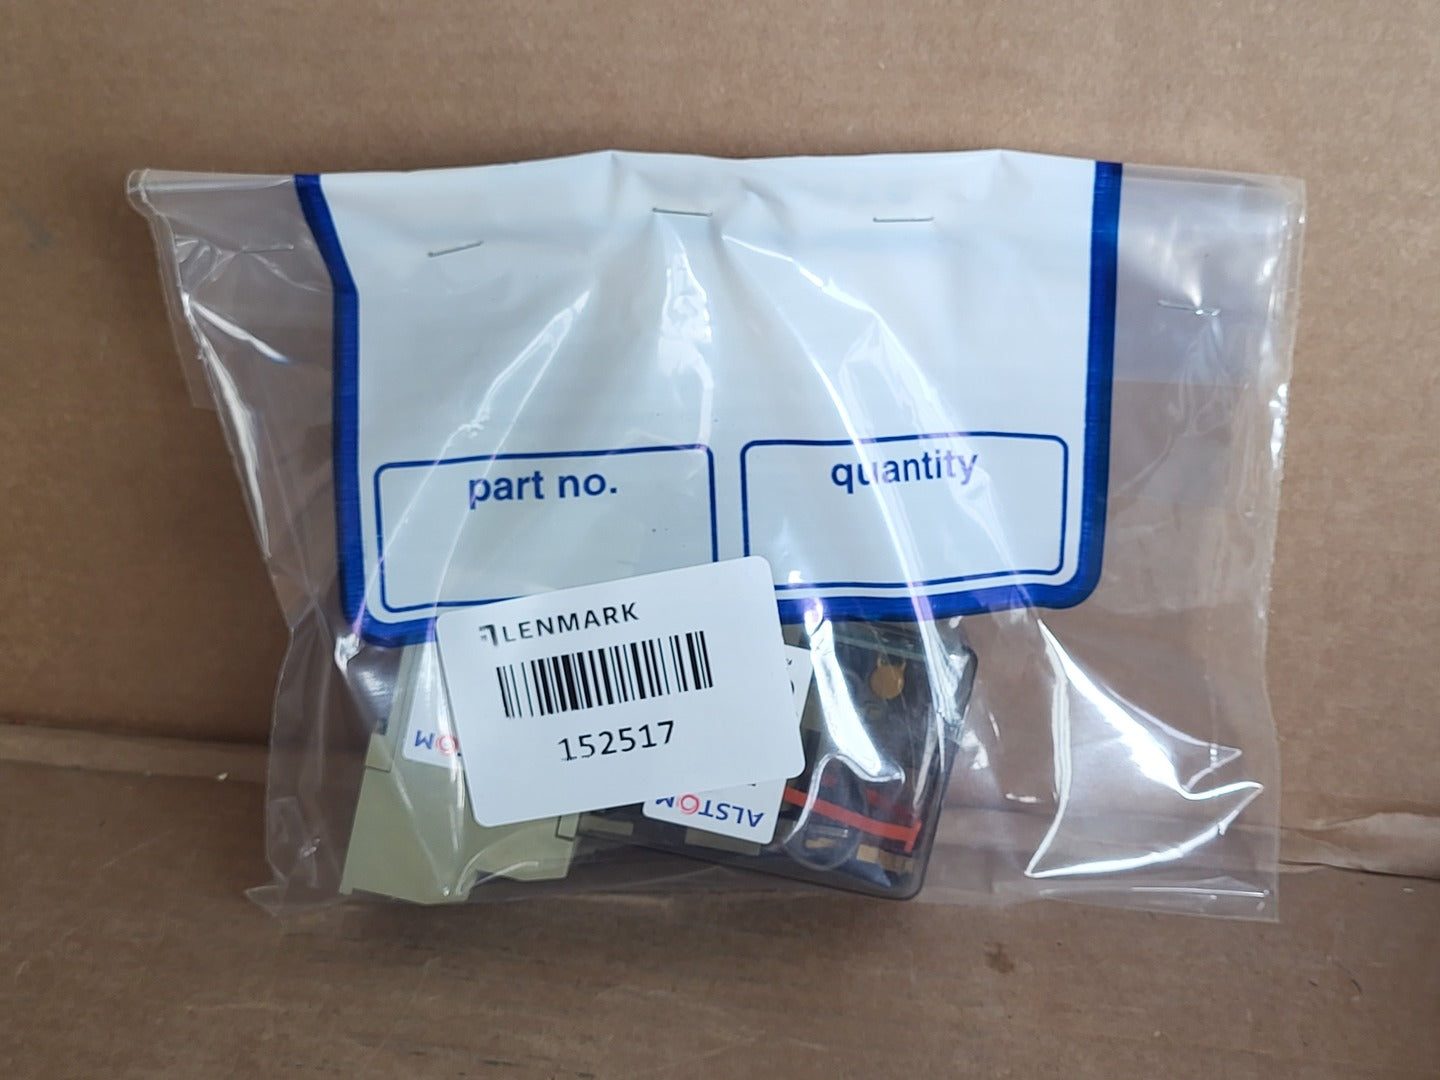 part no.
quantity
LENMARK
152517
ALSTOM